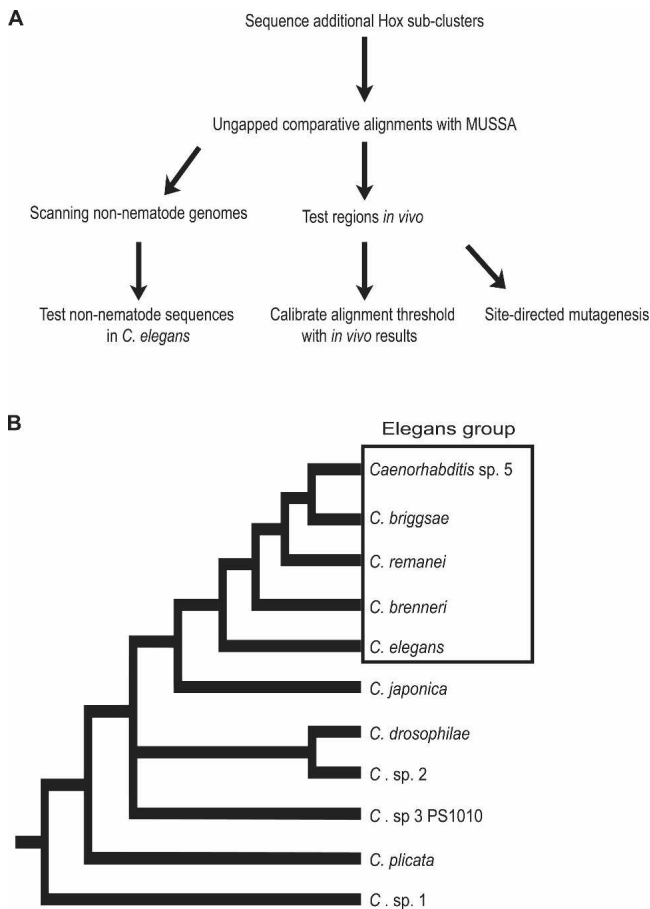 A
Sequence additional Hox sub-clusters
Ungapped comparative alignments with MUSSA
Scanning non-nematode genomes
Test regions in vivo
Test non-nematode sequences
in C. elegans
Calibrate alignment threshold
with in vivo results
Site-directed mutagenesis
B
Elegans group
Caenorhabditis sp. 5
C. briggsae
C. remanei
C. brenneri
C. elegans
C. japonica
C. drosophilae
C . sp. 2
C . sp 3 PS1010
C. plicata
C . sp. 1